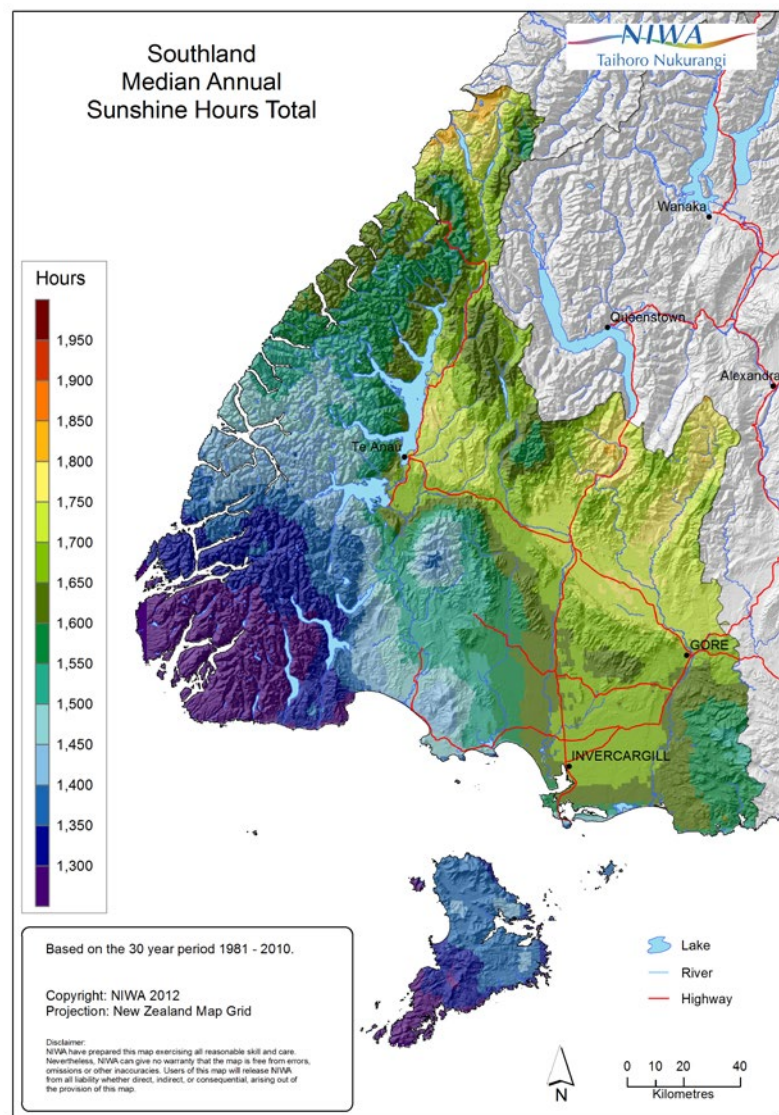 Southland
Median Annual
Sunshine Hours Total
NIWA
Taihoro Nukurangi
Wanaka
Queenstown
Alexandra
Te Anau
GORE
INVERCARGILL
Hours
1,950
1,900
1,850
1,800
1,750
1,700
1,650
1,600
1,550
1,500
1,450
1,400
1,350
1,300
Based on the 30 year period 1981 - 2010.
Copyright: NIWA 2012
Projection: New Zealand Map Grid
Disclaimer:
NIWA have prepared this map exercising all reasonable skill and care.
Nevertheless, NIWA can give no warranty that the map is free from errors,
omissions or other inaccuracies. Users of this map will release NIWA
from all liability whether direct, indirect, or consequential, arising out of
the provision of this map.
Lake
River
Highway
N
0 10 20 40
Kilometres